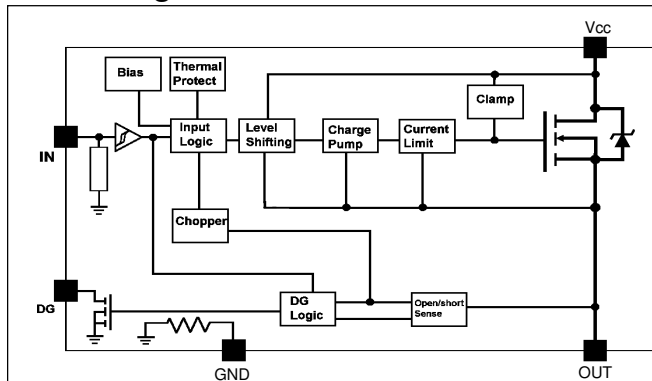 Vcc
Bias
Thermal
Protect
Clamp
IN
Input
Logic
Level
Shifting
Charge
Pump
Current
Limit
Chopper
DG
DG
Logic
Open/short
Sense
GND
OUT